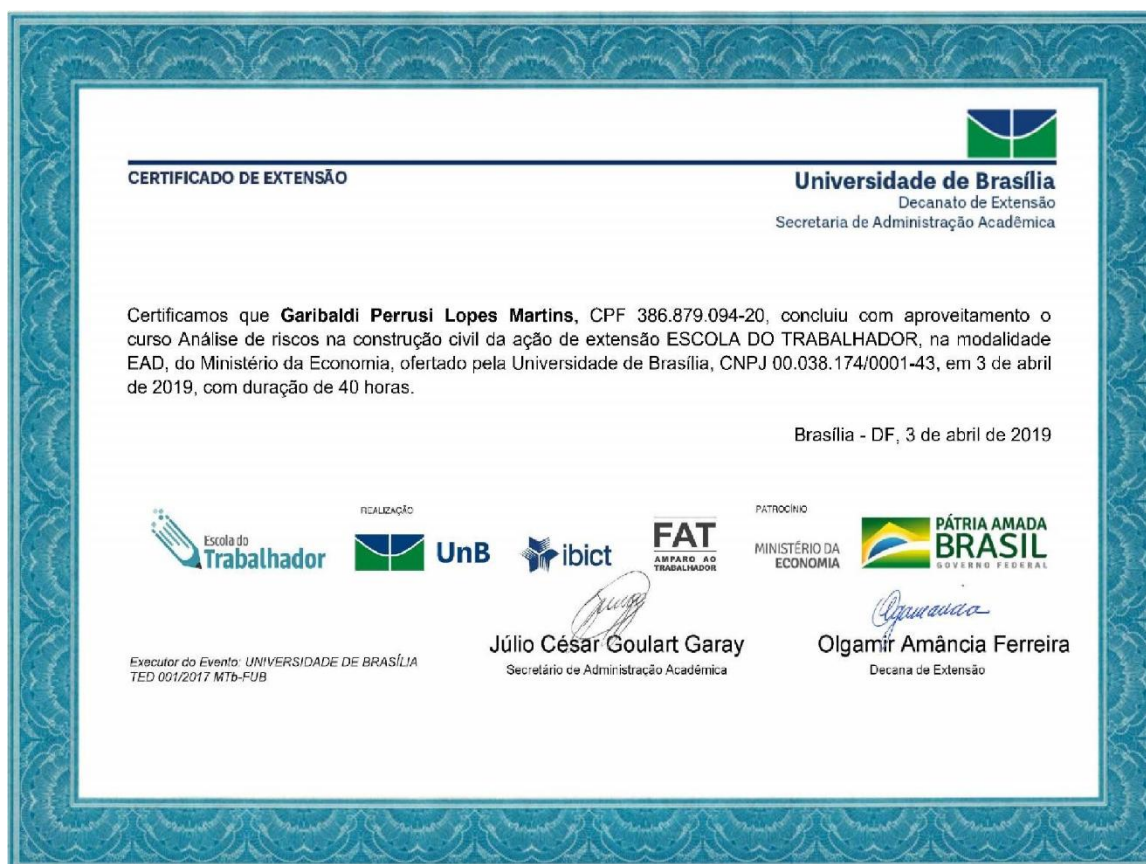 CERTIFICADO DE EXTENSÃO
Universidade de Brasília
Decanato de Extensão
Secretaria de Administração Acadêmica
Certificamos que Garibaldi Perrusi Lopes Martins, CPF 386.879.094-20, concluiu com aproveitamento o
curso Análise de riscos na construção civil da ação de extensão ESCOLA DO TRABALHADOR, na modalidade
EAD, do Ministério da Economia, ofertado pela Universidade de Brasília, CNPJ 00.038.174/0001-43, em 3 de abril
de 2019, com duração de 40 horas.
Brasília - DF, 3 de abril de 2019
REALIZAÇÃO
PATROCÍNIO
Escola do
Trabalhador
UnB
ibict
FAT
AMPARO AO
TRABALHADOR
MINISTÉRIO DA
ECONOMIA
PÁTRIA AMADA
BRASIL
GOVERNO FEDERAL
Júlio César Goulart Garay
Secretário de Administração Acadêmica
Olgamir Amância Ferreira
Decana de Extensão
Executor do Evento: UNIVERSIDADE DE BRASÍLIA
TED 001/2017 MTb-FUB